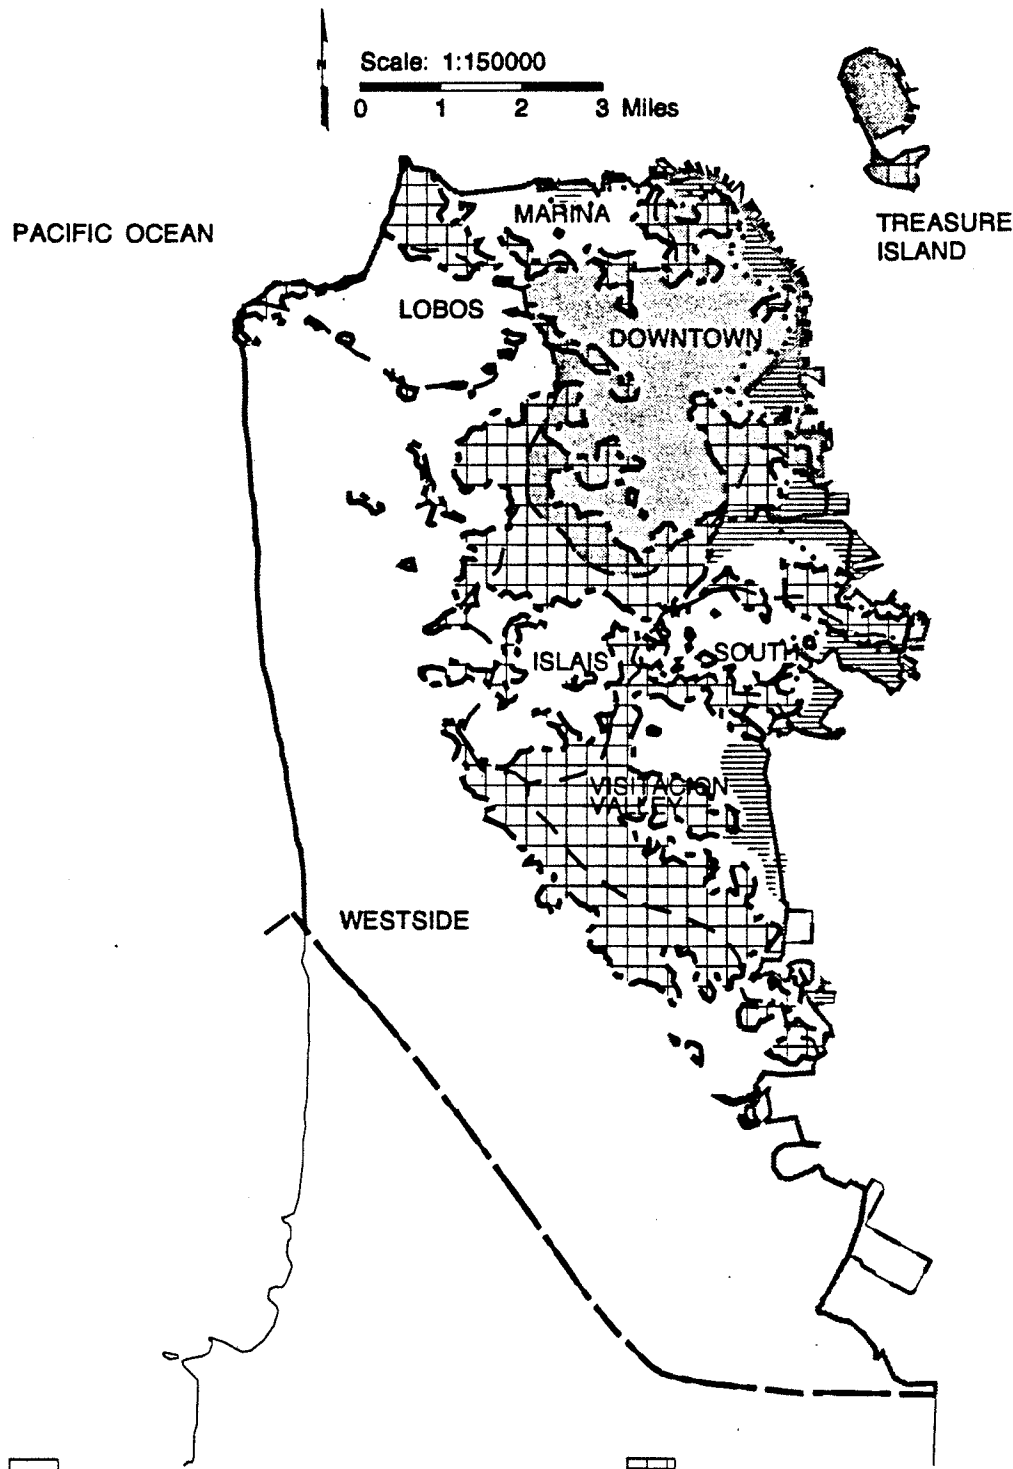 Scale: 1:150000
0 1 2 3 Miles
N
PACIFIC OCEAN
MARINA
TREASURE
ISLAND
LOBOS
DOWNTOWN
ISLAIS
SOUTH
VISITACION
VALLEY
WESTSIDE